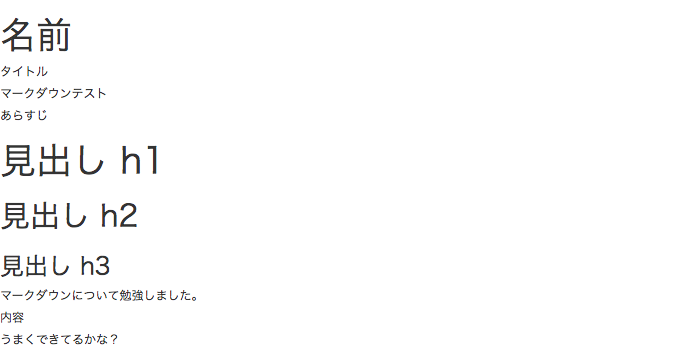 名前
タイトル
マークダウンテスト
あらすじ
見出し h1
見出し h2
見出し h3
マークダウンについて勉強しました。
内容
うまくできてるかな？